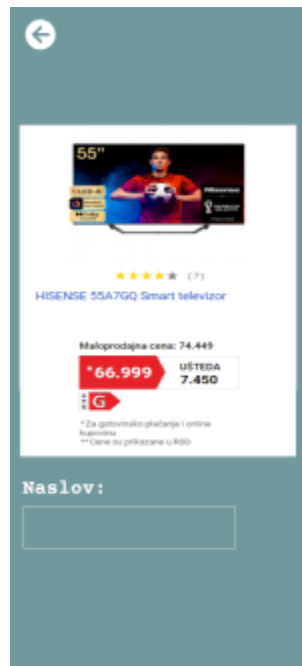 55"
Hisense
(7)
HISENSE 55A7GQ Smart televizor
Maloprodajna cena: 74.449
*66.999
UŠTEDA
7.450
G
*Za gotovinsko plaćanje i online
kupovinu
**Cene su prikazane u RSD
Naslov: